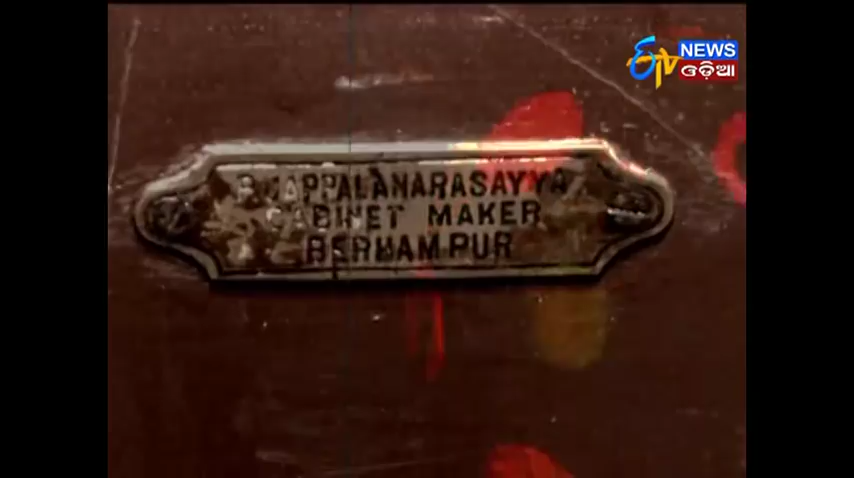 ETV NEWS
ଓଡ଼ିଆ
B. APPALANARASAYYA
CABINET MAKER
BERHAMPUR